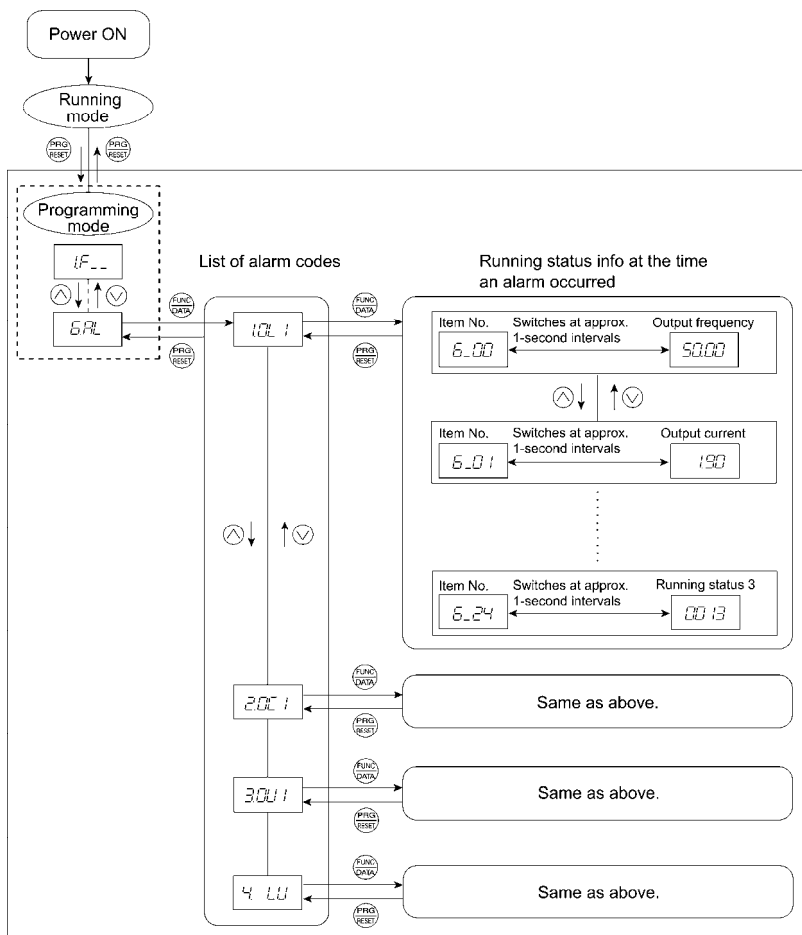 Power ON
Running
mode
PRG
RESET
Programming
mode
1.F__
6.AL
FUNC
DATA
PRG
RESET
List of alarm codes
1.OL1
2.OC1
3.OU1
4. LU
FUNC
DATA
PRG
RESET
Running status info at the time
an alarm occurred
Item No.
Switches at approx.
1-second intervals
Output frequency
6_00
50.00
Item No.
Switches at approx.
1-second intervals
Output current
6_01
1.90
Item No.
Switches at approx.
1-second intervals
Running status 3
6_24
0013
FUNC
DATA
PRG
RESET
Same as above.
FUNC
DATA
PRG
RESET
Same as above.
FUNC
DATA
PRG
RESET
Same as above.